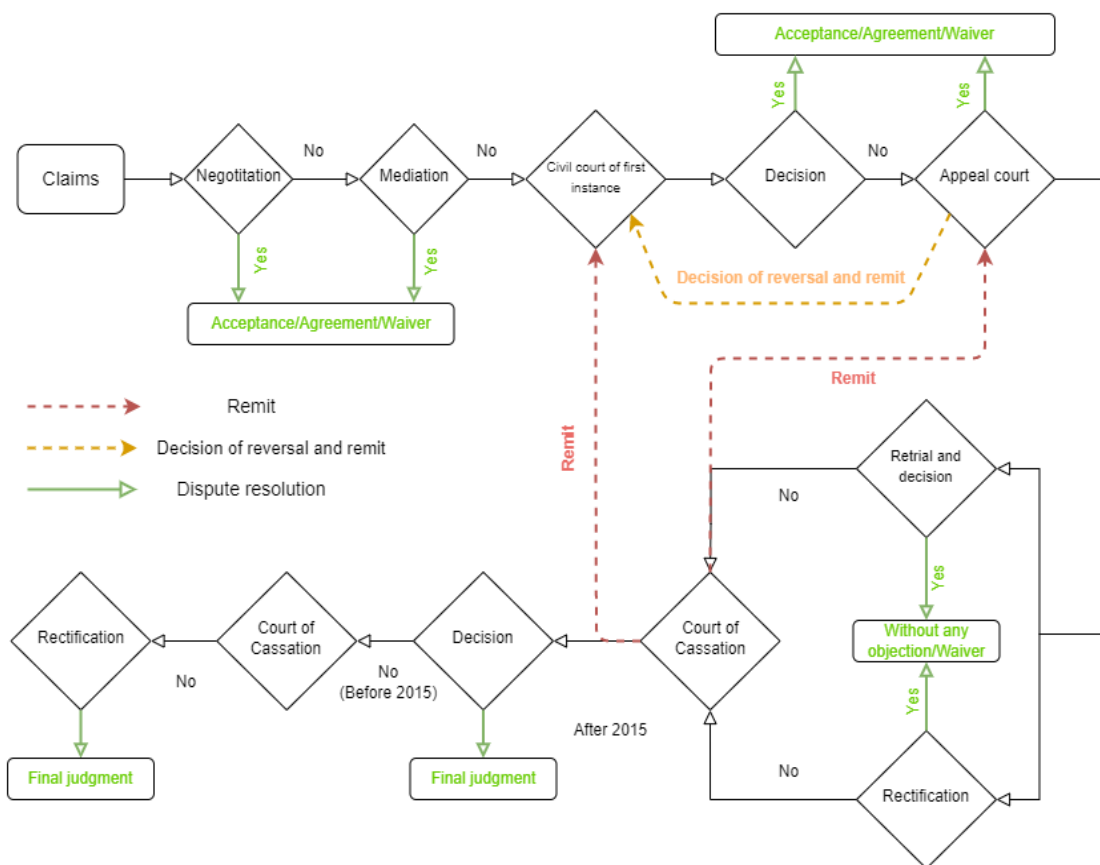 Acceptance/Agreement/Waiver
Yes
Yes
Claims
Negotitation
No
Mediation
No
Civil court of first
instance
Decision
No
Appeal court
Yes
Yes
Decision of reversal and remit
Acceptance/Agreement/Waiver
Remit
Remit
Remit
Decision of reversal and remit
Dispute resolution
Retrial and
decision
No
Yes
Without any
objection/Waiver
Yes
Rectification
No
Court of
Cassation
After 2015
Decision
No
(Before 2015)
Court of
Cassation
No
Rectification
Final judgment
Final judgment